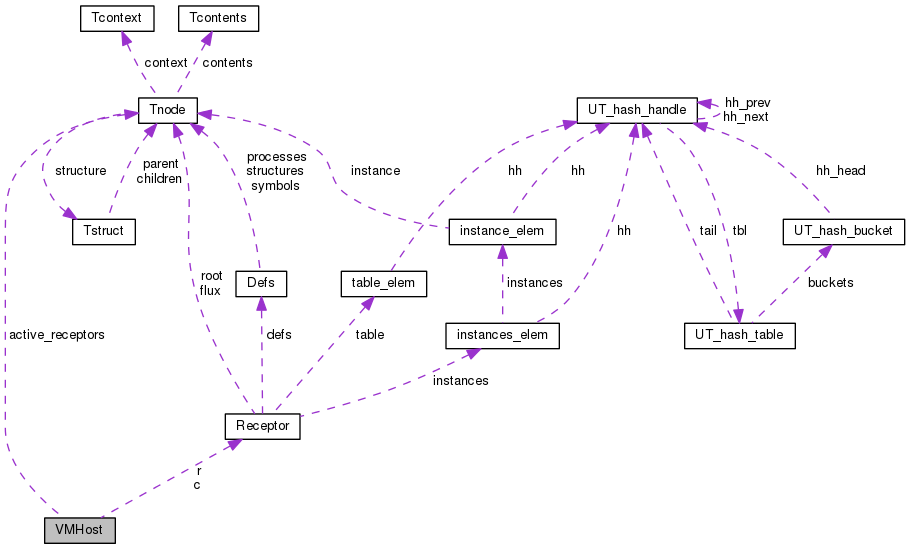 Tcontext
Tcontents
context
contents
Tnode
UT_hash_handle
hh_prev
hh_next
structure
parent
children
processes
structures
symbols
instance
hh
hh
hh_head
Tstruct
instance_elem
hh
tail
tbl
UT_hash_bucket
root
flux
Defs
table_elem
instances
buckets
active_receptors
defs
table
instances_elem
UT_hash_table
instances
Receptor
r
c
VMHost